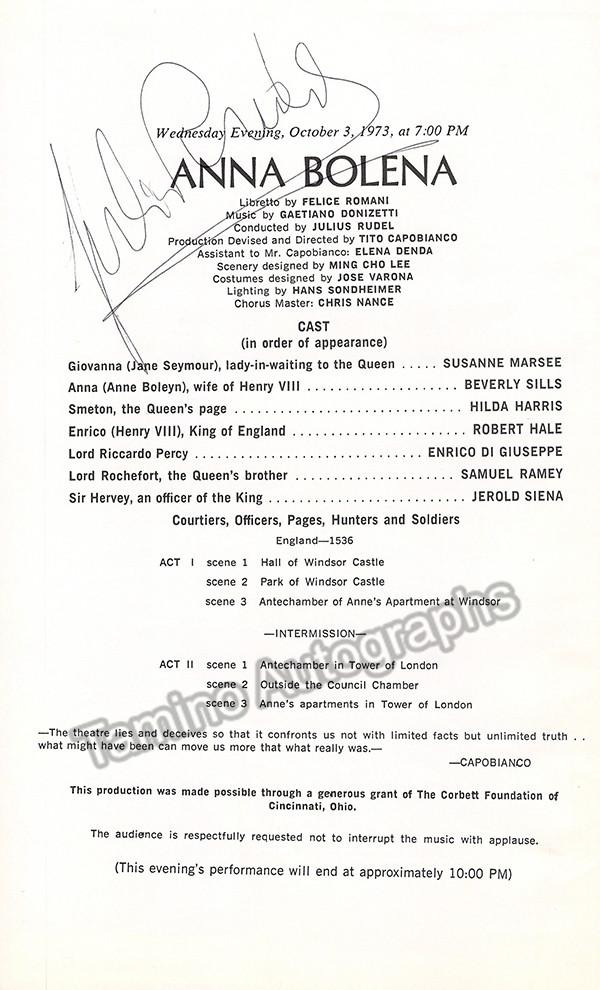 Julius Rudel
Wednesday Evening, October 3, 1973, at 7:00 PM
ANNA BOLENA
Libretto by FELICE ROMANI
Music by GAETIANO DONIZETTI
Conducted by JULIUS RUDEL
Production Devised and Directed by TITO CAPOBIANCO
Assistant to Mr. Capobianco: ELENA DENDA
Scenery designed by MING CHO LEE
Costumes designed by JOSE VARONA
Lighting by HANS SONDHEIMER
Chorus Master: CHRIS NANCE
CAST
(in order of appearance)
Giovanna (Jane Seymour), lady-in-waiting to the Queen ..... SUSANNE MARSEE
Anna (Anne Boleyn), wife of Henry VIII ...................... BEVERLY SILLS
Smeton, the Queen's page ................................ HILDA HARRIS
Enrico (Henry VIII), King of England ........................ ROBERT HALE
Lord Riccardo Percy ............................. ENRICO DI GIUSEPPE
Lord Rochefort, the Queen's brother ...................... SAMUEL RAMEY
Sir Hervey, an officer of the King ........................... JEROLD SIENA
Courtiers, Officers, Pages, Hunters and Soldiers
England—1536
ACT I scene 1 Hall of Windsor Castle
scene 2 Park of Windsor Castle
scene 3 Antechamber of Anne's Apartment at Windsor
—INTERMISSION—
ACT II scene 1 Antechamber in Tower of London
scene 2 Outside the Council Chamber
scene 3 Anne's apartments in Tower of London
Tamino Autographs
—The theatre lies and deceives so that it confronts us not with limited facts but unlimited truth . .
what might have been can move us more that what really was.—
—CAPOBIANCO
This production was made possible through a generous grant of The Corbett Foundation of
Cincinnati, Ohio.
The audience is respectfully requested not to interrupt the music with applause.
(This evening's performance will end at approximately 10:00 PM)